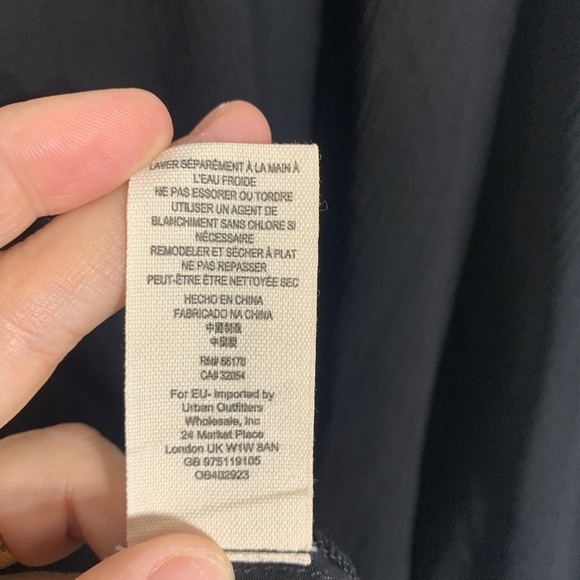 LAVER SÉPARÉMENT À LA MAIN À
L'EAU FROIDE
NE PAS ESSORER OU TORDRE
UTILISER UN AGENT DE
BLANCHIMENT SANS CHLORE SI
NÉCESSAIRE
REMODELER ET SÉCHER À PLAT
NE PAS REPASSER
PEUT-ÊTRE ÊTRE NETTOYÉE SEC
HECHO EN CHINA
FABRICADO NA CHINA
中國制造
中國製
RN# 66170
CA# 32054
For EU- Imported by
Urban Outfitters
Wholesale, Inc
24 Market Place
London UK W1W 8AN
GB 975119105
OB402923